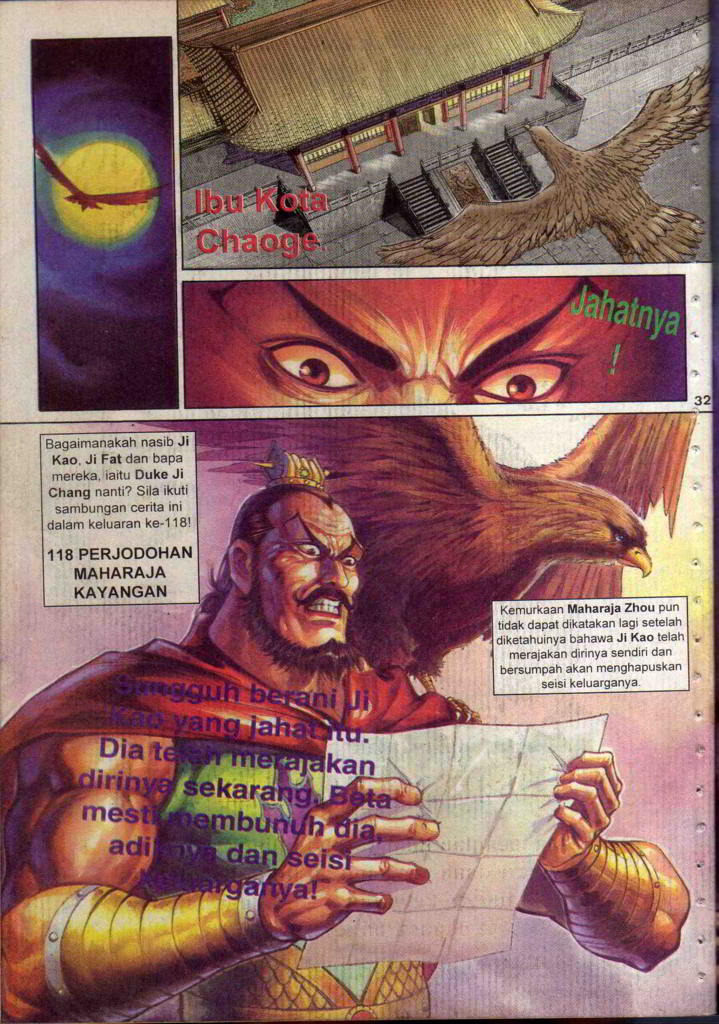 Ibu Kota
Chaoge.
Jahatnya
!
32
Bagaimanakah nasib Ji
Kao, Ji Fat dan bapa
mereka, iaitu Duke Ji
Chang nanti? Sila ikuti
sambungan cerita ini
dalam keluaran ke-118!
118 PERJODOHAN
MAHARAJA
KAYANGAN
Kemurkaan Maharaja Zhou pun
tidak dapat dikatakan lagi setelah
diketahuinya bahawa Ji Kao telah
merajakan dirinya sendiri dan
bersumpah akan menghapuskan
seisi keluarganya.
Sungguh berani Ji
Kao yang jahat itu.
Dia telah merajakan
dirinya sekarang. Beta
mesti membunuh dia,
adiknya dan seisi
keluarganya!